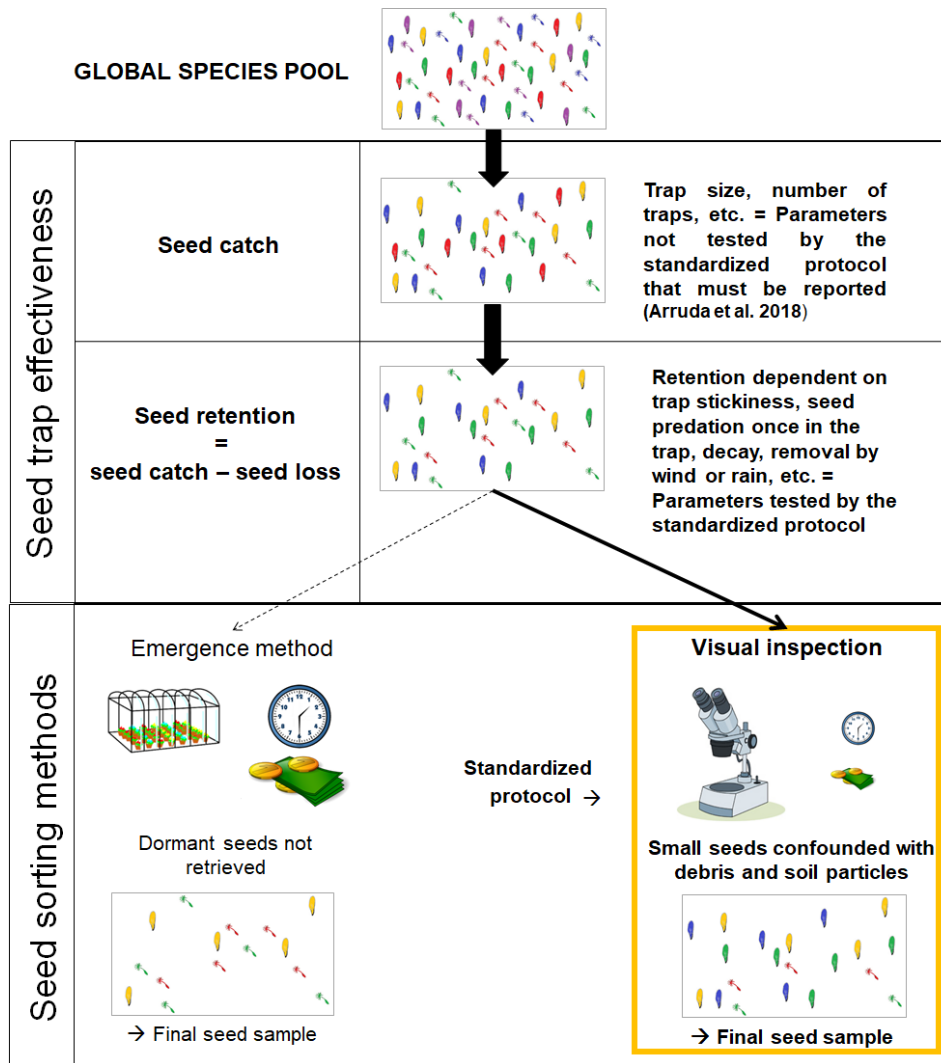 GLOBAL SPECIES POOL
Seed trap effectiveness
Seed catch
Trap size, number of
traps, etc. = Parameters
not tested by the
standardized protocol
that must be reported
(Arruda et al. 2018)
Seed retention
=
seed catch – seed loss
Retention dependent on
trap stickiness, seed
predation once in the
trap, decay, removal by
wind or rain, etc. =
Parameters tested by the
standardized protocol
Seed sorting methods
Emergence method
Dormant seeds not
retrieved
→ Final seed sample
Standardized
protocol →
Visual inspection
Small seeds confounded with
debris and soil particles
→ Final seed sample